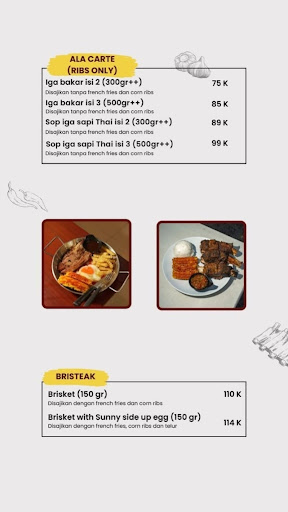 ALA CARTE
(RIBS ONLY)
Iga bakar isi 2 (300gr++) 75 K
Disajikan tanpa french fries dan corn ribs
Iga bakar isi 3 (500gr++) 85 K
Disajikan tanpa french fries dan corn ribs
Sop iga sapi Thai isi 2 (300gr++) 89 K
Disajikan tanpa french fries dan corn ribs
Sop iga sapi Thai isi 3 (500gr++) 99 K
Disajikan tanpa french fries dan corn ribs
BRISTEAK
Brisket (150 gr) 110 K
Disajikan dengan french fries dan corn ribs
Brisket with Sunny side up egg (150 gr) 114 K
Disajikan dengan french fries, corn ribs dan telur